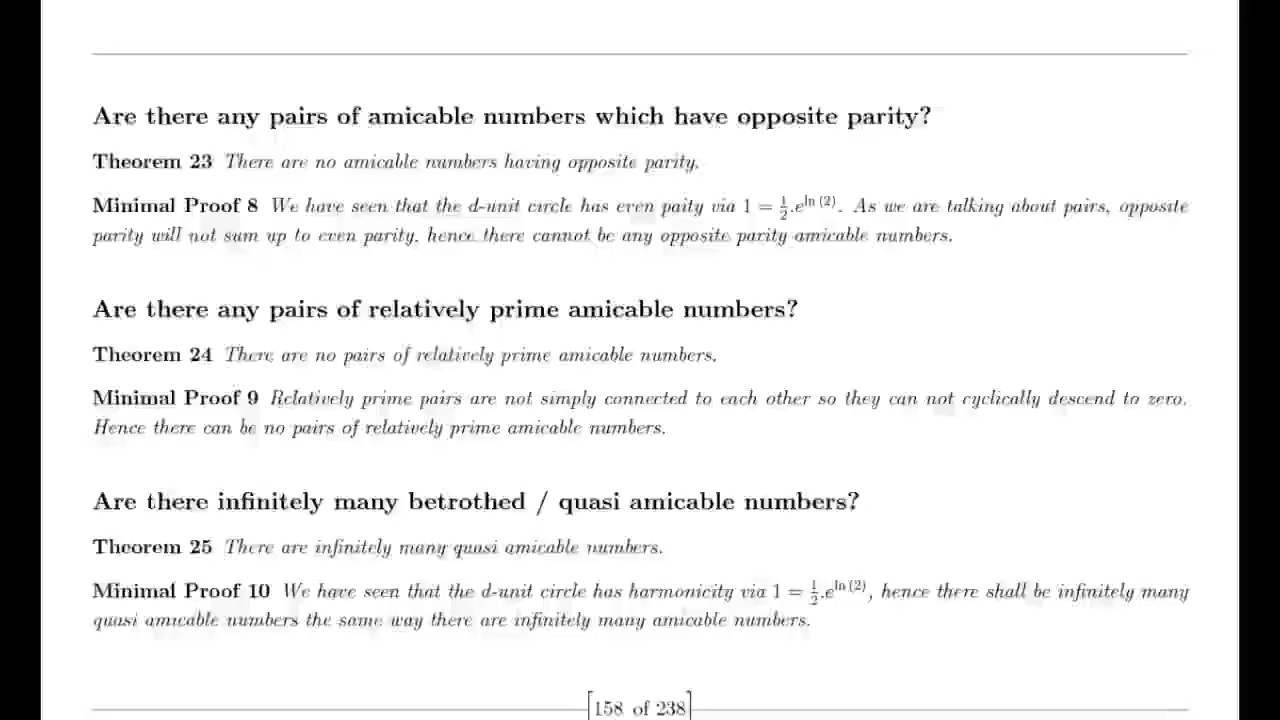 Are there any pairs of amicable numbers which have opposite parity?
Theorem 23 There are no amicable numbers having opposite parity.
Minimal Proof 8 We have seen that the d-unit circle has even paity via 1 = ½.e^{ln (2)}. As we are talking about pairs, opposite
parity will not sum up to even parity. hence there cannot be any opposite parity amicable numbers.
Are there any pairs of relatively prime amicable numbers?
Theorem 24 There are no pairs of relatively prime amicable numbers.
Minimal Proof 9 Relatively prime pairs are not simply connected to each other so they can not cyclically descend to zero.
Hence there can be no pairs of relatively prime amicable numbers.
Are there infinitely many betrothed / quasi amicable numbers?
Theorem 25 There are infinitely many quasi amicable numbers.
Minimal Proof 10 We have seen that the d-unit circle has harmonicity via 1 = ½.e^{ln (2)}, hence there shall be infinitely many
quasi amicable numbers the same way there are infinitely many amicable numbers.
[158 of 238]